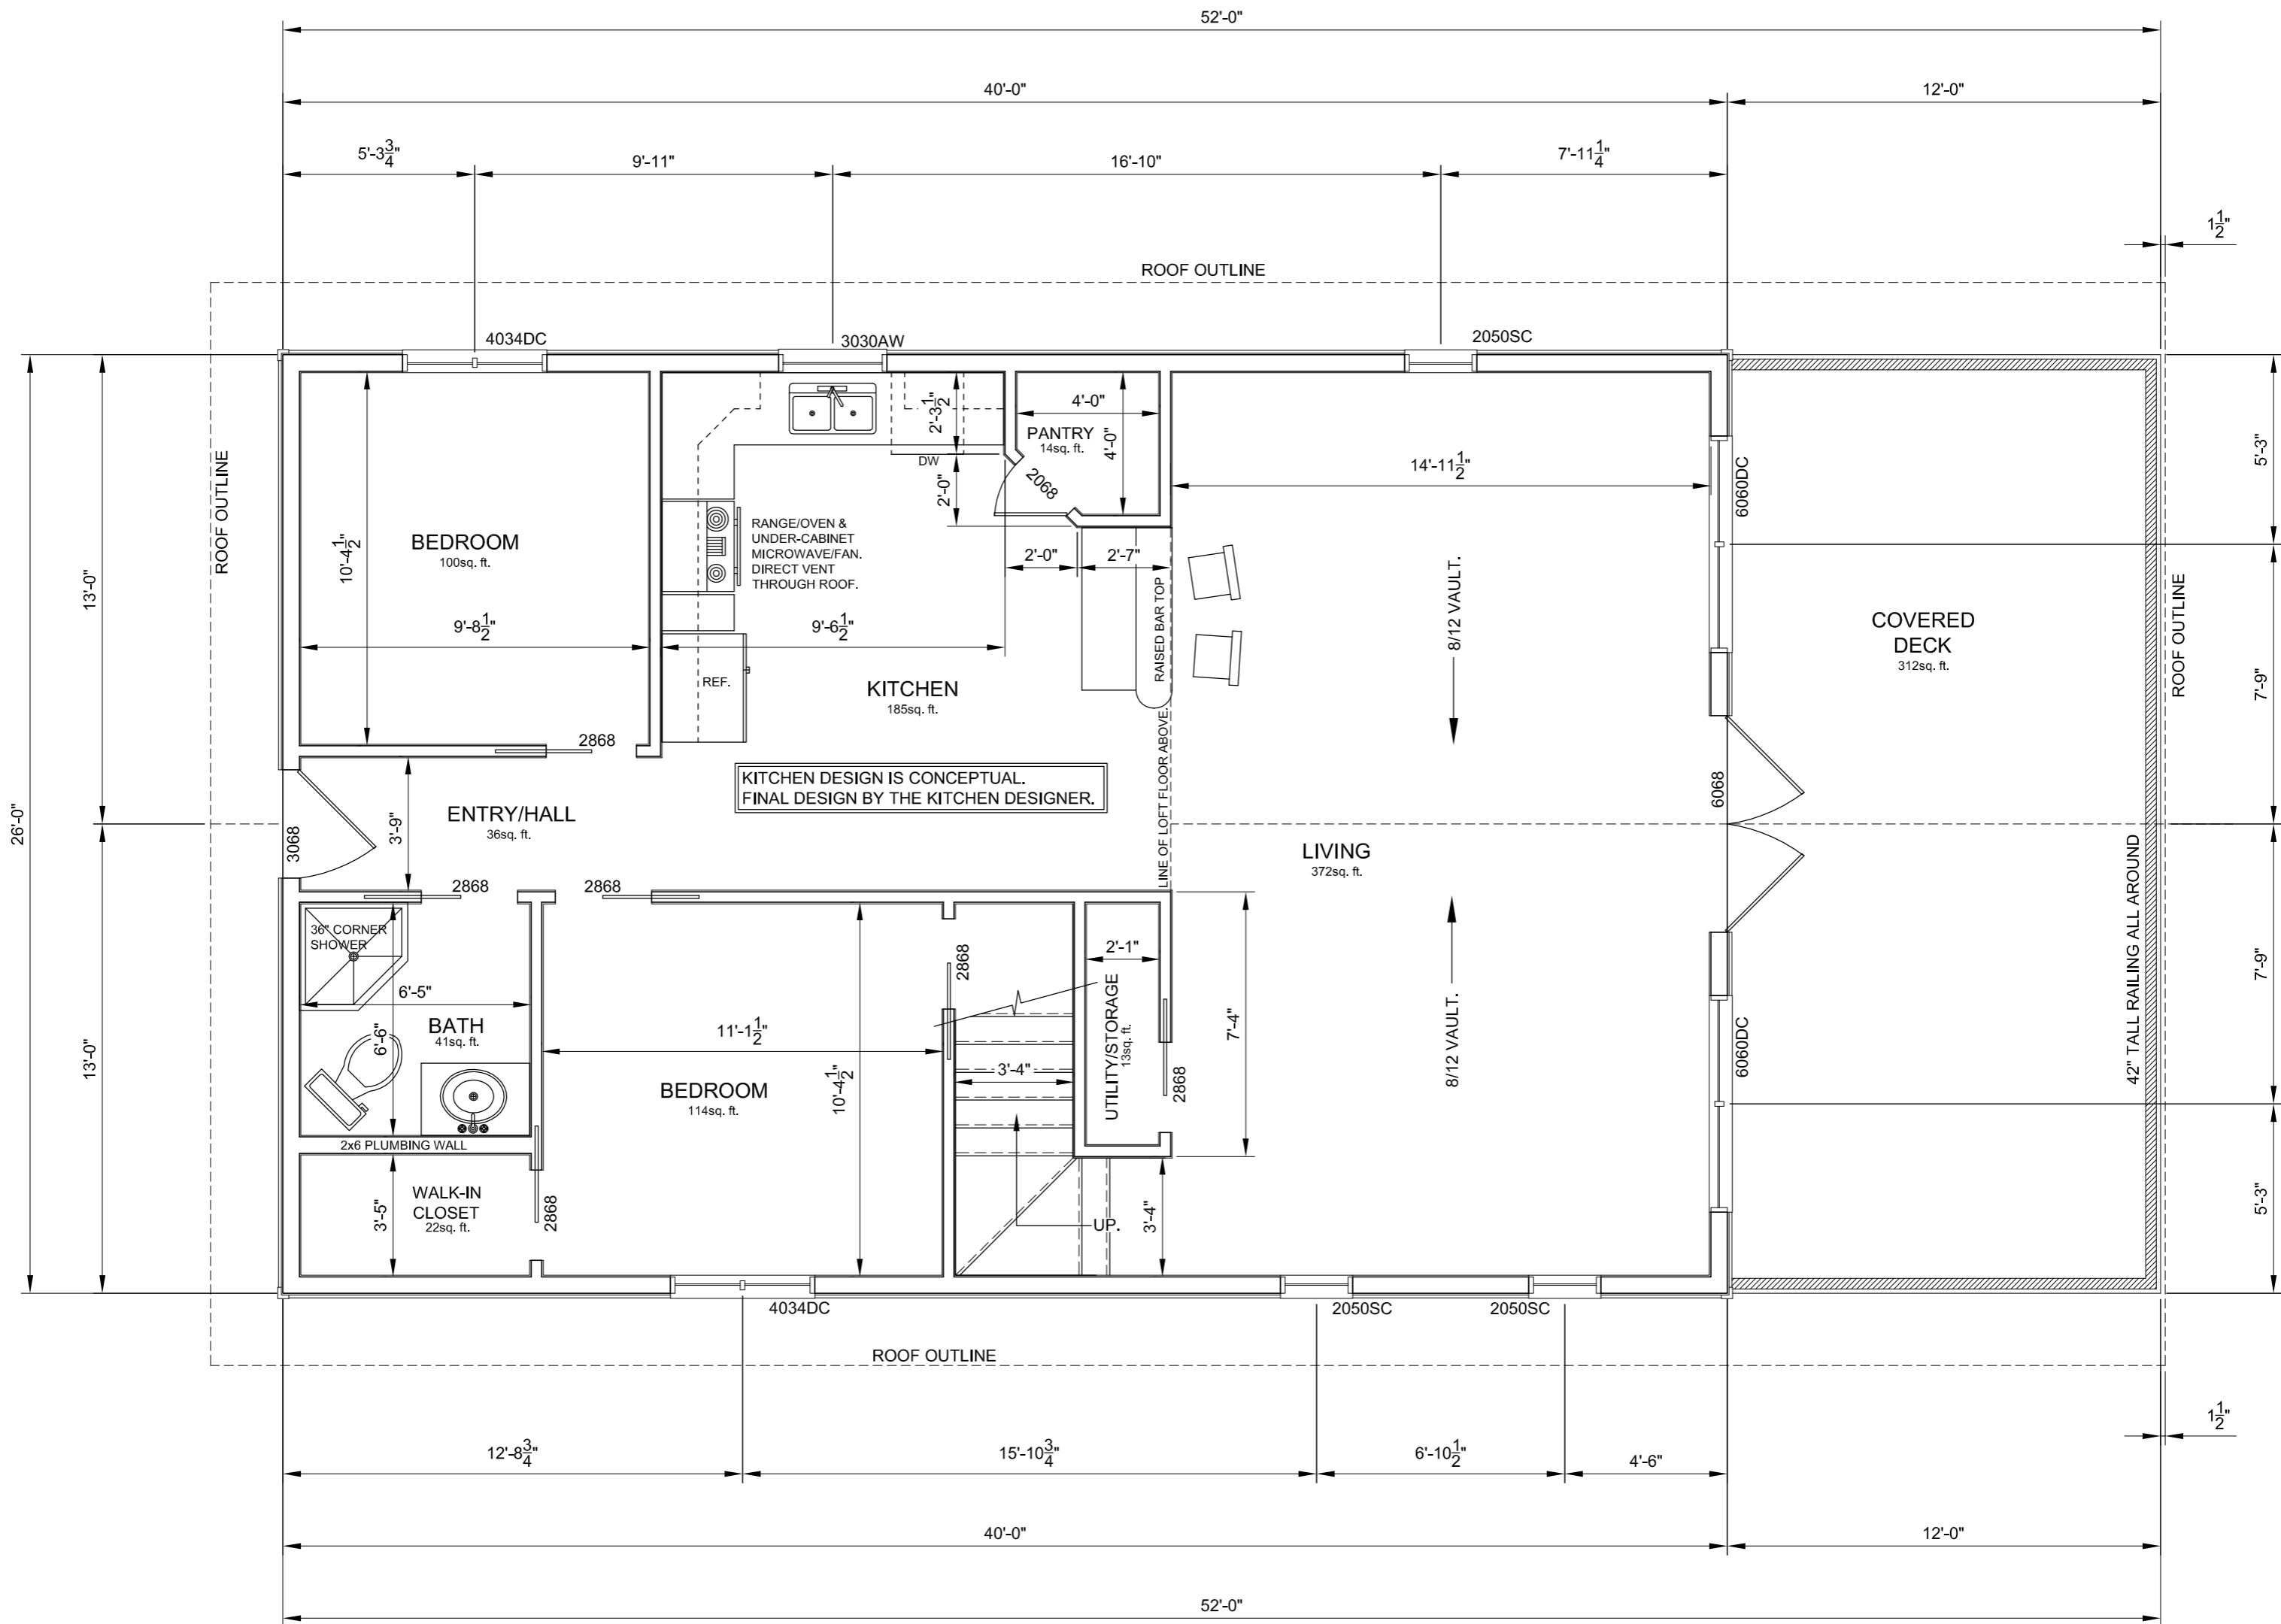 52'-0"
40'-0"
12'-0"
5'-3 3/4"
9'-11"
16'-10"
7'-11 1/4"
1 1/2"
ROOF OUTLINE
4034DC
3030AW
2050SC
26'-0"
13'-0"
13'-0"
ROOF OUTLINE
10'-4 1/2"
BEDROOM
100sq. ft.
9'-8 1/2"
2868
2'-3 1/2"
DW
2'-0"
4'-0"
PANTRY
14sq. ft.
4'-0"
2068
RANGE/OVEN &
UNDER-CABINET
MICROWAVE/FAN.
DIRECT VENT
THROUGH ROOF.
2'-0"
2'-7"
9'-6 1/2"
REF.
KITCHEN
185sq. ft.
RAISED BAR TOP
LINE OF LOFT FLOOR ABOVE.
KITCHEN DESIGN IS CONCEPTUAL.
FINAL DESIGN BY THE KITCHEN DESIGNER.
14'-11 1/2"
8/12 VAULT.
6060DC
COVERED
DECK
312sq. ft.
ROOF OUTLINE
5'-3"
7'-9"
7'-9"
5'-3"
3068
ENTRY/HALL
36sq. ft.
3'-9"
6068
LIVING
372sq. ft.
8/12 VAULT.
6060DC
42" TALL RAILING ALL AROUND
2868
2868
36" CORNER
SHOWER
6'-5"
6'-6"
BATH
41sq. ft.
2x6 PLUMBING WALL
WALK-IN
CLOSET
22sq. ft.
3'-5"
2868
11'-1 1/2"
BEDROOM
114sq. ft.
10'-4 1/2"
2868
3'-4"
UP.
2'-1"
UTILITY/STORAGE
13sq. ft.
2868
7'-4"
3'-4"
4034DC
2050SC
2050SC
ROOF OUTLINE
1 1/2"
12'-8 3/4"
15'-10 3/4"
6'-10 1/2"
4'-6"
40'-0"
12'-0"
52'-0"